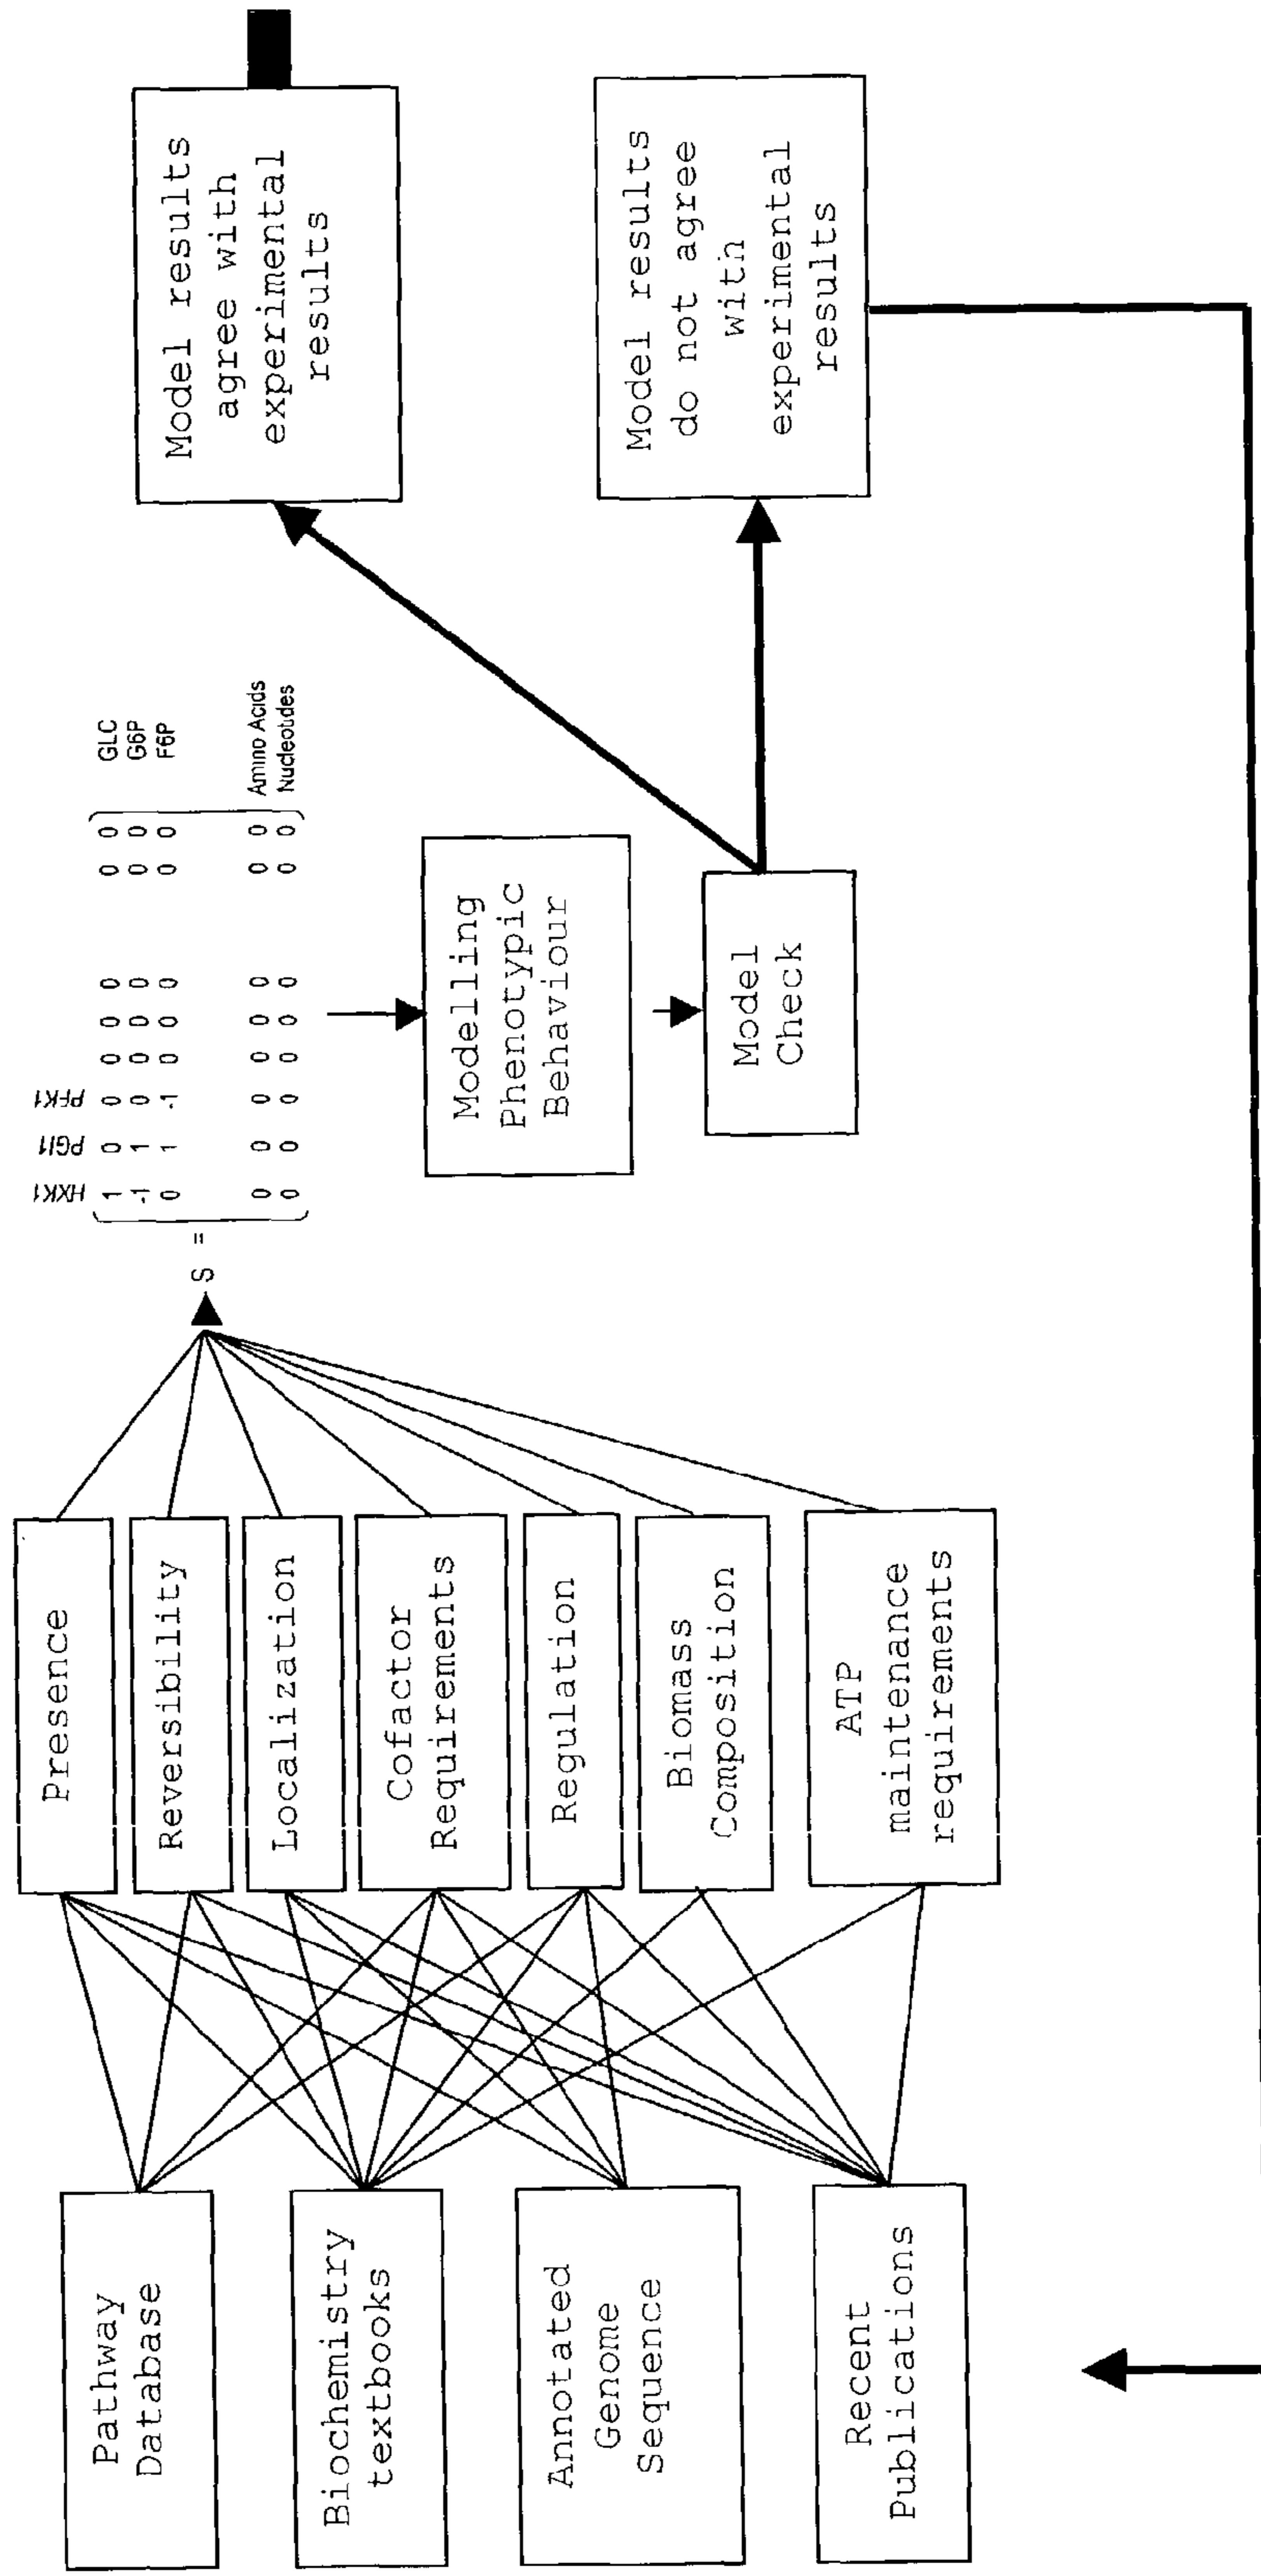 Pathway
Database
Biochemistry
textbooks
Annotated
Genome
Sequence
Recent
Publications
Presence
Reversibility
Localization
Cofactor
Requirements
Regulation
Biomass
Composition
ATP
maintenance
requirements
HXK1 PGI1 PFK1
1 0 0 0 0 0 0 0 GLC
-1 1 0 0 0 0 0 0 G6P
0 1 -1 0 0 0 0 0 F6P
S =
0 0 0 0 0 0 0 0 Amino Acids
0 0 0 0 0 0 0 0 Nucleotides
Modelling
Phenotypic
Behaviour
Model
Check
Model results
agree with
experimental
results
Model results
do not agree
with
experimental
results